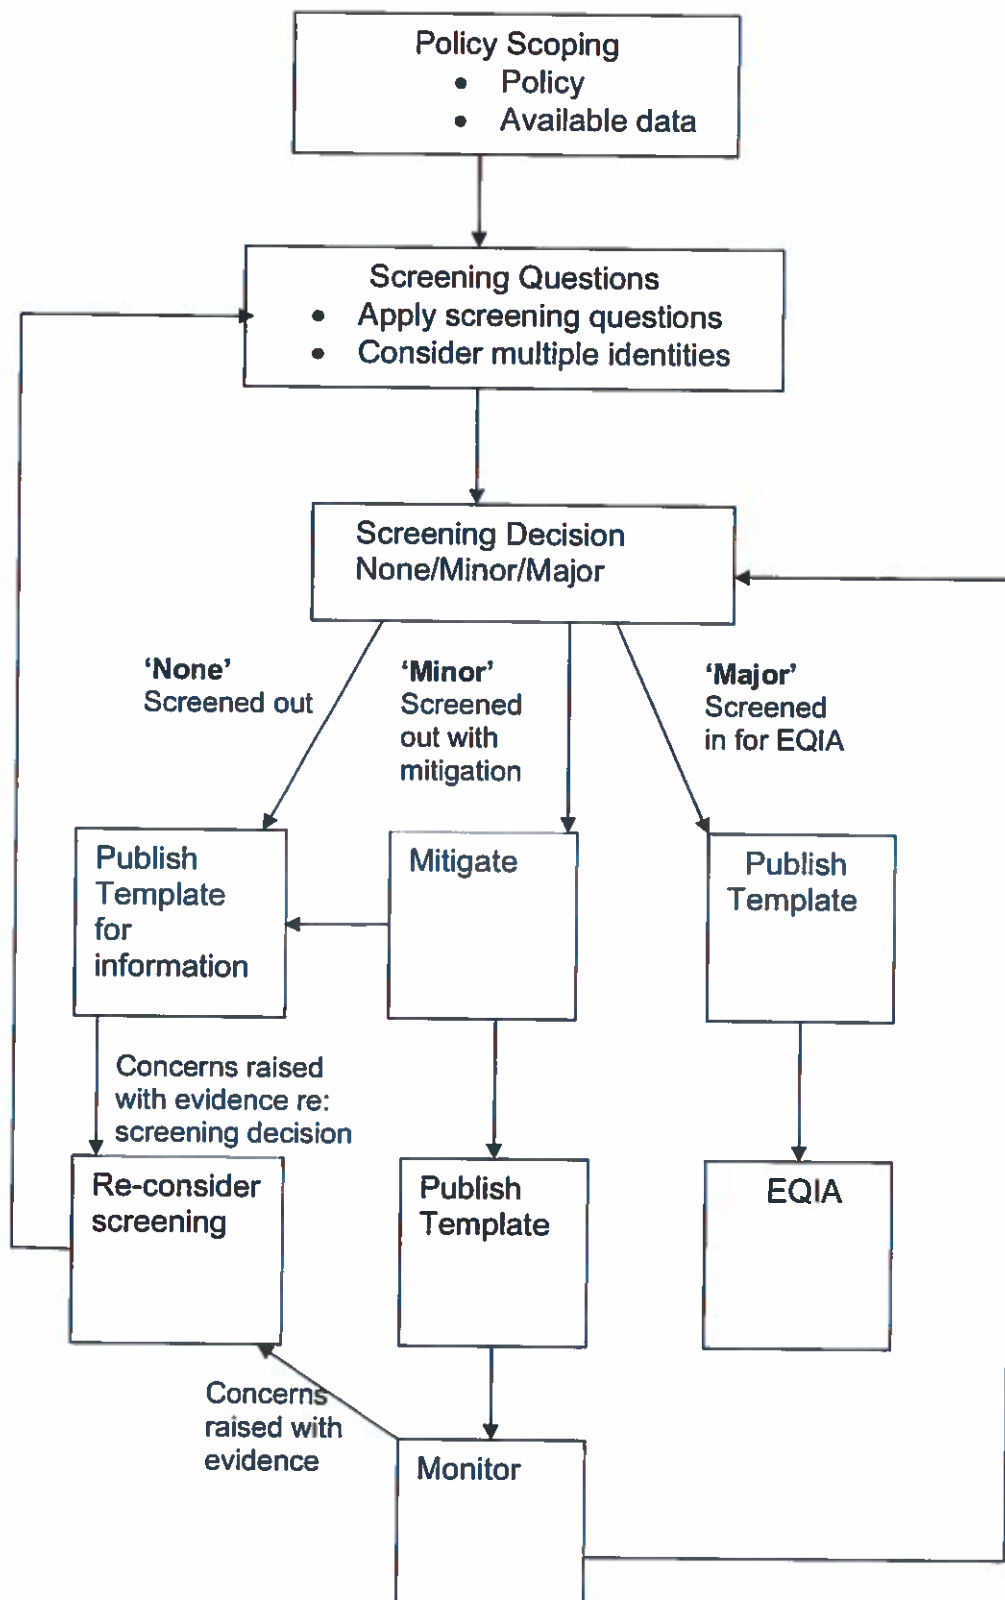 Policy Scoping
• Policy
• Available data
Screening Questions
• Apply screening questions
• Consider multiple identities
Screening Decision
None/Minor/Major
‘None’
Screened out
‘Minor’
Screened
out with
mitigation
‘Major’
Screened
in for EQIA
Publish
Template
for
information
Mitigate
Publish
Template
Concerns raised
with evidence re:
screening decision
Re-consider
screening
Publish
Template
EQIA
Concerns
raised with
evidence
Monitor